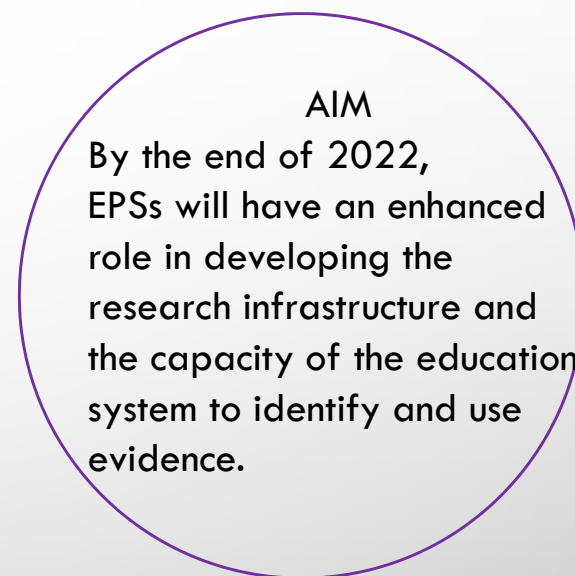 AIM
By the end of 2022,
EPSs will have an enhanced
role in developing the
research infrastructure and
the capacity of the education
system to identify and use
evidence.